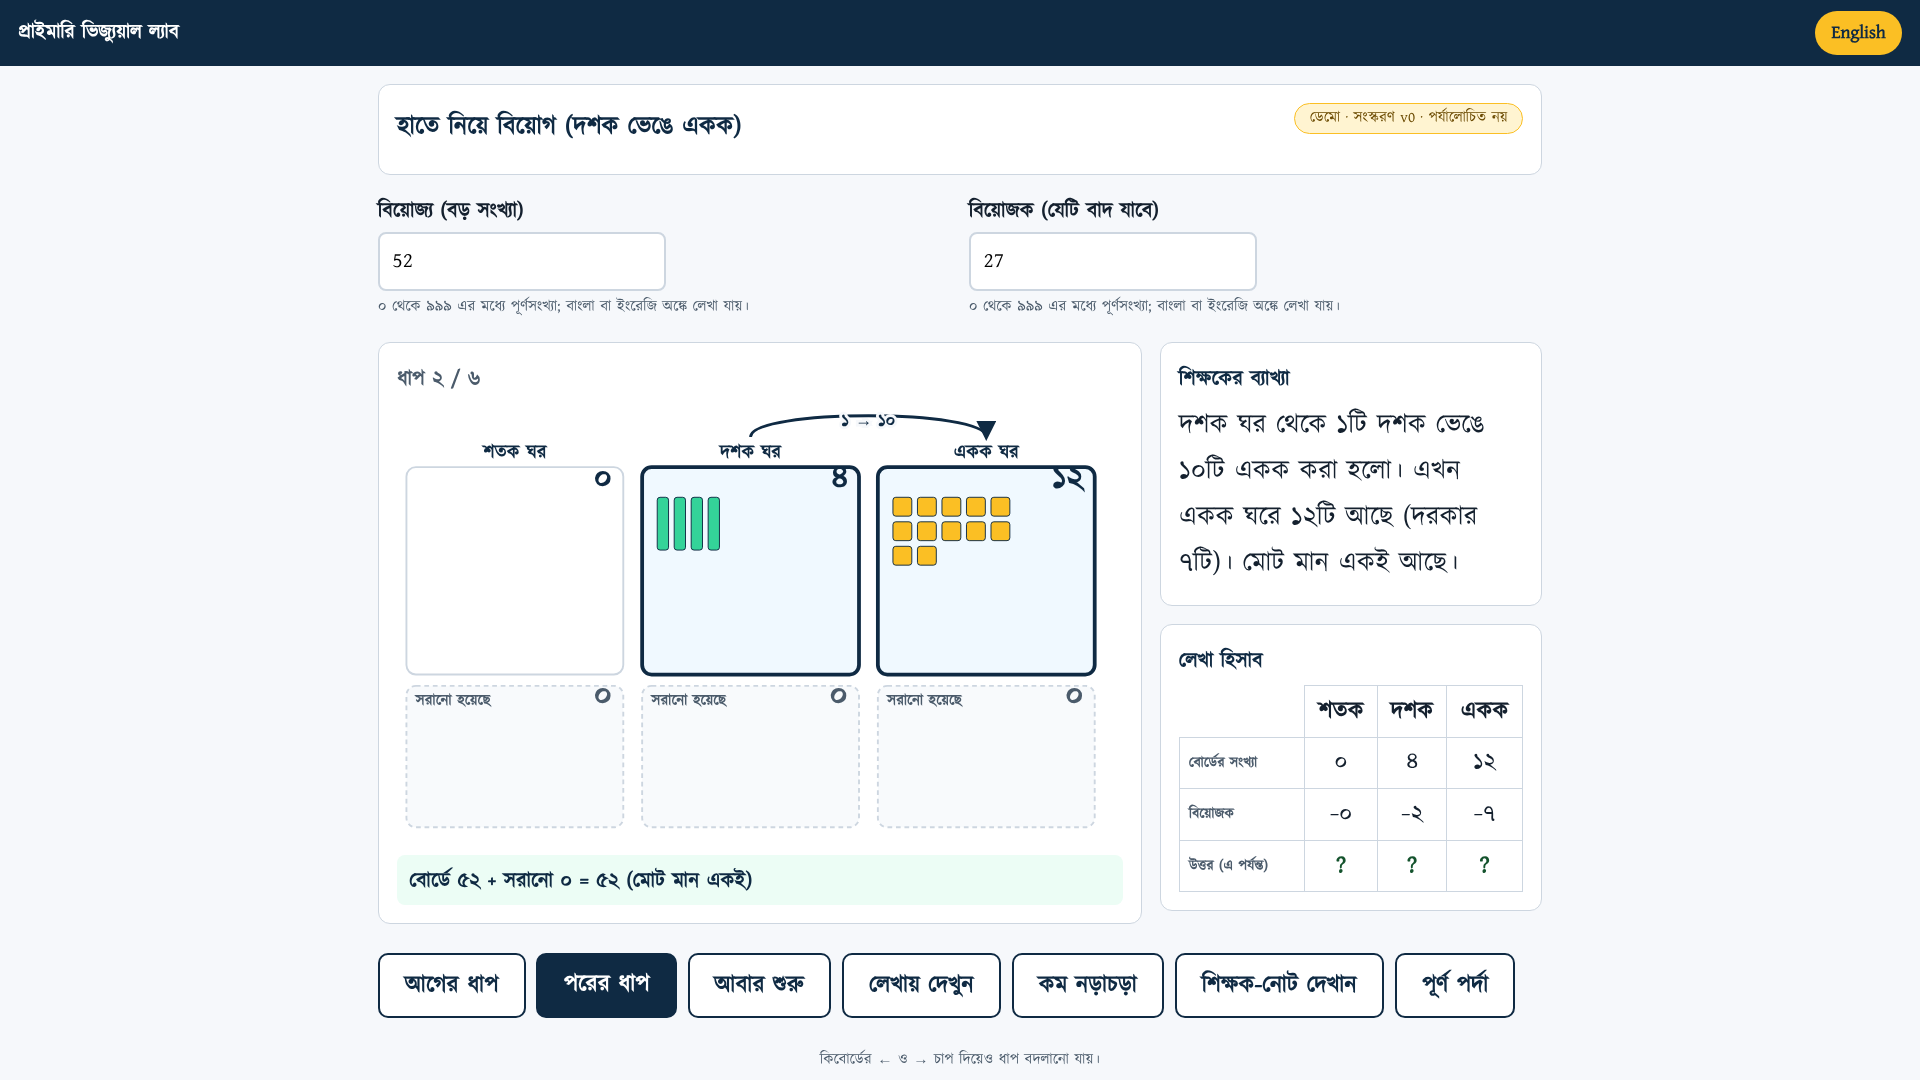 প্রাইমারি ভিজ্যুয়াল ল্যাব
English
হাতে নিয়ে বিয়োগ (দশক ভেঙে একক)
ডেমো · সংস্করণ v0 · পর্যালোচিত নয়
বিয়োজ্য (বড় সংখ্যা)
52
০ থেকে ৯৯৯ এর মধ্যে পূর্ণসংখ্যা; বাংলা বা ইংরেজি অঙ্কে লেখা যায়।
বিয়োজক (যেটি বাদ যাবে)
27
০ থেকে ৯৯৯ এর মধ্যে পূর্ণসংখ্যা; বাংলা বা ইংরেজি অঙ্কে লেখা যায়।
ধাপ ২ / ৬
১ → ১০
শতক ঘর দশক ঘর একক ঘর
০ ৪ ১২
সরানো হয়েছে ০ সরানো হয়েছে ০ সরানো হয়েছে ০
বোর্ডে ৫২ + সরানো ০ = ৫২ (মোট মান একই)
শিক্ষকের ব্যাখ্যা
দশক ঘর থেকে ১টি দশক ভেঙে
১০টি একক করা হলো। এখন
একক ঘরে ১২টি আছে (দরকার
৭টি)। মোট মান একই আছে।
লেখা হিসাব
শতক দশক একক
বোর্ডের সংখ্যা ০ ৪ ১২
বিয়োজক −০ −২ −৭
উত্তর (এ পর্যন্ত) ? ? ?
আগের ধাপ পরের ধাপ আবার শুরু লেখায় দেখুন কম নড়াচড়া শিক্ষক-নোট দেখান পূর্ণ পর্দা
কিবোর্ডের ← ও → চাপ দিয়েও ধাপ বদলানো যায়।